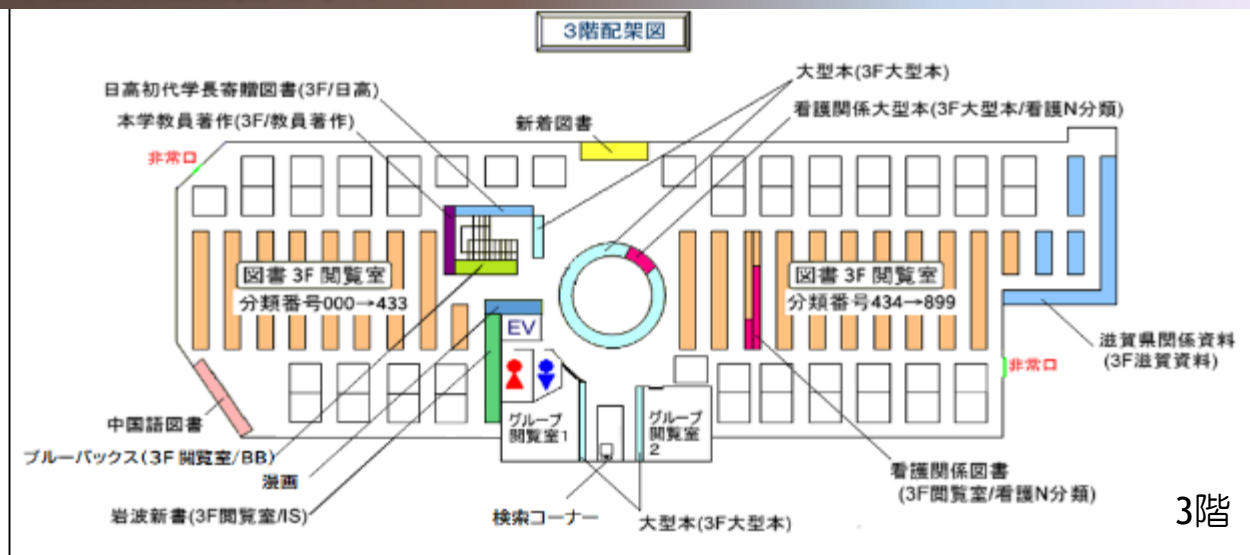 3階配架図
大型本(3F大型本)
日高初代学長寄贈図書(3F/日高)
看護関係大型本(3F大型本/看護N分類)
本学教員著作(3F/教員著作)
新着図書
非常口
図書 3F 閲覧室
分類番号000→433
図書 3F 閲覧室
分類番号434→899
EV
滋賀県関係資料
(3F滋賀資料)
非常口
グループ
閲覧室1
グループ
閲覧室
2
中国語図書
ブルーバックス(3F 閲覧室/BB)
漫画
看護関係図書
(3F閲覧室/看護N分類)
岩波新書(3F閲覧室/IS)
検索コーナー
大型本(3F大型本)
3階